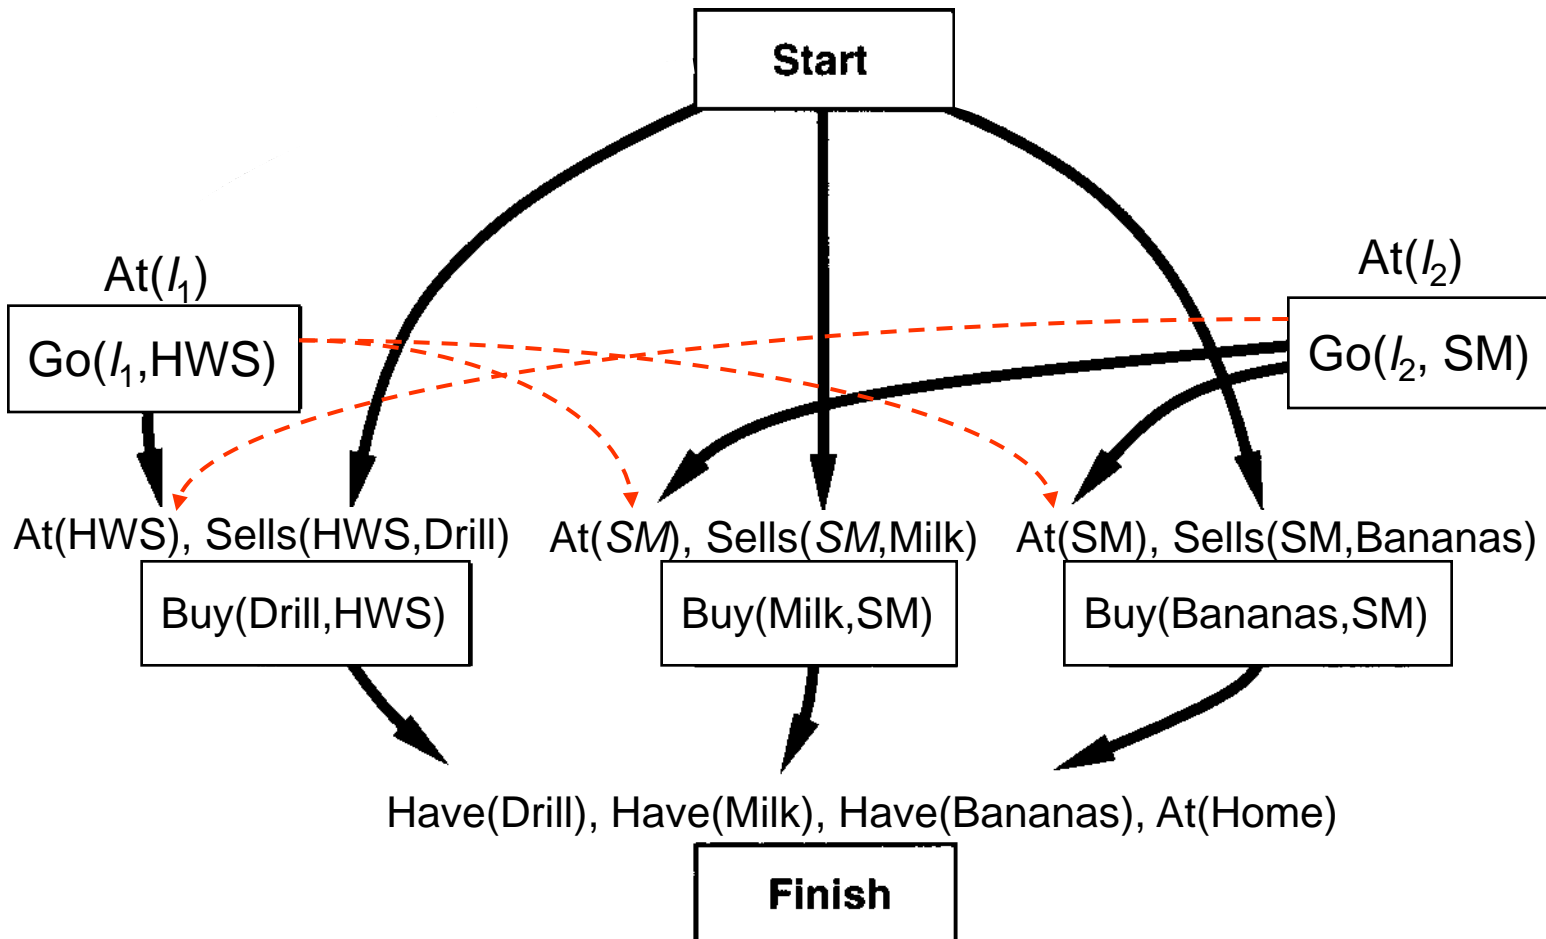 Start
At(l₁)
At(l₂)
Go(l₁,HWS)
Go(l₂, SM)
At(HWS), Sells(HWS,Drill)
At(SM), Sells(SM,Milk)
At(SM), Sells(SM,Bananas)
Buy(Drill,HWS)
Buy(Milk,SM)
Buy(Bananas,SM)
Have(Drill), Have(Milk), Have(Bananas), At(Home)
Finish